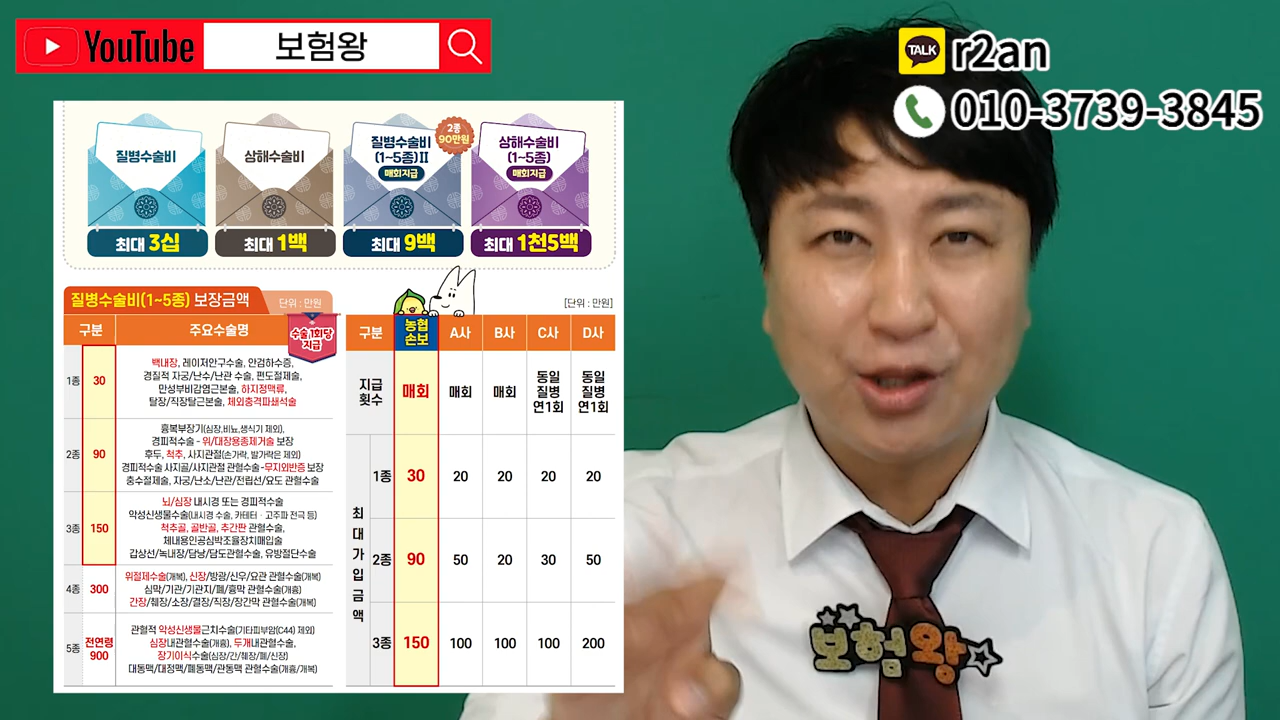 YouTube
보험왕
TALK r2an
010-3739-3845
질병수술비
최대 3십
상해수술비
최대 1백
질병수술비
(1~5종)II
매회지급
2종
90만원
최대 9백
상해수술비
(1~5종)
매회지급
최대 1천5백
질병수술비(1~5종) 보장금액
단위 : 만원
구분 주요수술명
수술1회당
지급
1종 30
백내장, 레이저안구수술, 안검하수증,
경질적 자궁/난수/난관 수술, 편도절제술,
만성부비감염근본술, 하지정맥류,
탈장/직장탈근본술, 체외충격파쇄석술
2종 90
흉복부장기(심장,비뇨,생식기 제외),
경피적수술 - 위/대장용종제거술 보장
후두, 척추, 사지관절(손가락, 발가락은 제외)
경피적수술 사지골/사지관절 관혈수술-무지외반증 보장
충수절제술, 자궁/난소/난관/전립선/요도 관혈수술
3종 150
뇌/심장 내시경 또는 경피적수술
악성신생물수술(내시경 수술, 카테터 · 고주파 전극 등)
척추골, 골반골, 추간판 관혈수술,
체내용인공심박조율장치매입술
갑상선/녹내장/담낭/담도관혈수술, 유방절단수술
4종 300
위절제수술(개복), 신장/방광/신우/요관 관혈수술(개복)
심막/기관/기관지/폐/흉막 관혈수술(개흉)
간장/췌장/소장/결장/직장/장간막 관혈수술(개복)
5종 전연령
900
관혈적 악성신생물근치수술(기타피부암(C44) 제외)
심장내관혈수술(개흉), 두개내관혈수술,
장기이식수술(심장/간/췌장/폐/신장)
대동맥/대정맥/폐동맥/관동맥 관혈수술(개흉/개복)
[단위 : 만원]
구분 농협
손보 A사 B사 C사 D사
지급
횟수 매회 매회 매회 동일
질병
연1회 동일
질병
연1회
최대가입금액
1종 30 20 20 20 20
2종 90 50 20 30 50
3종 150 100 100 100 200
보험왕